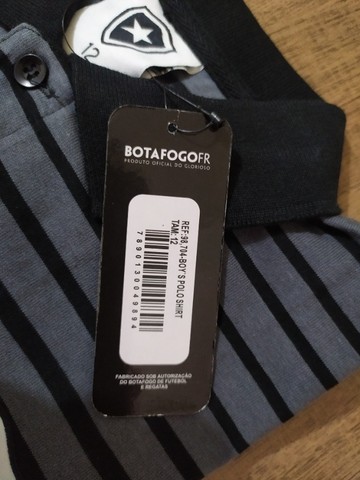 12
BOTAFOGOFR
PRODUTO OFICIAL DO GLORIOSO
REF:98,704-BOY'S POLO SHIRT
TAM:12
7890130049894
FABRICADO SOB AUTORIZAÇÃO
DO BOTAFOGO DE FUTEBOL
E REGATAS